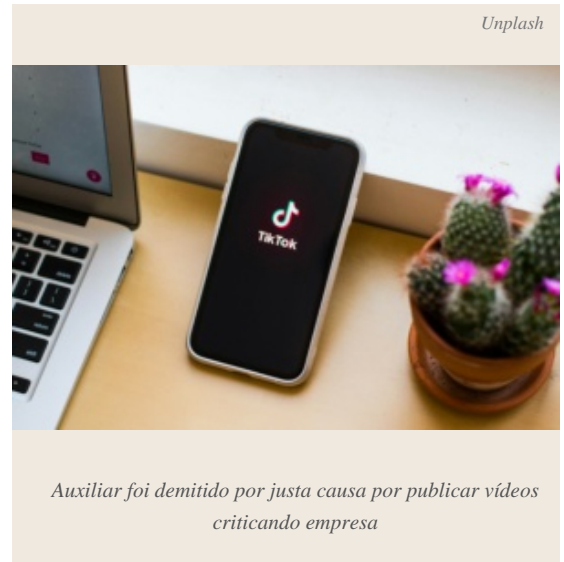 Unplash
TikTok
Auxiliar foi demitido por justa causa por publicar vídeos
criticando empresa